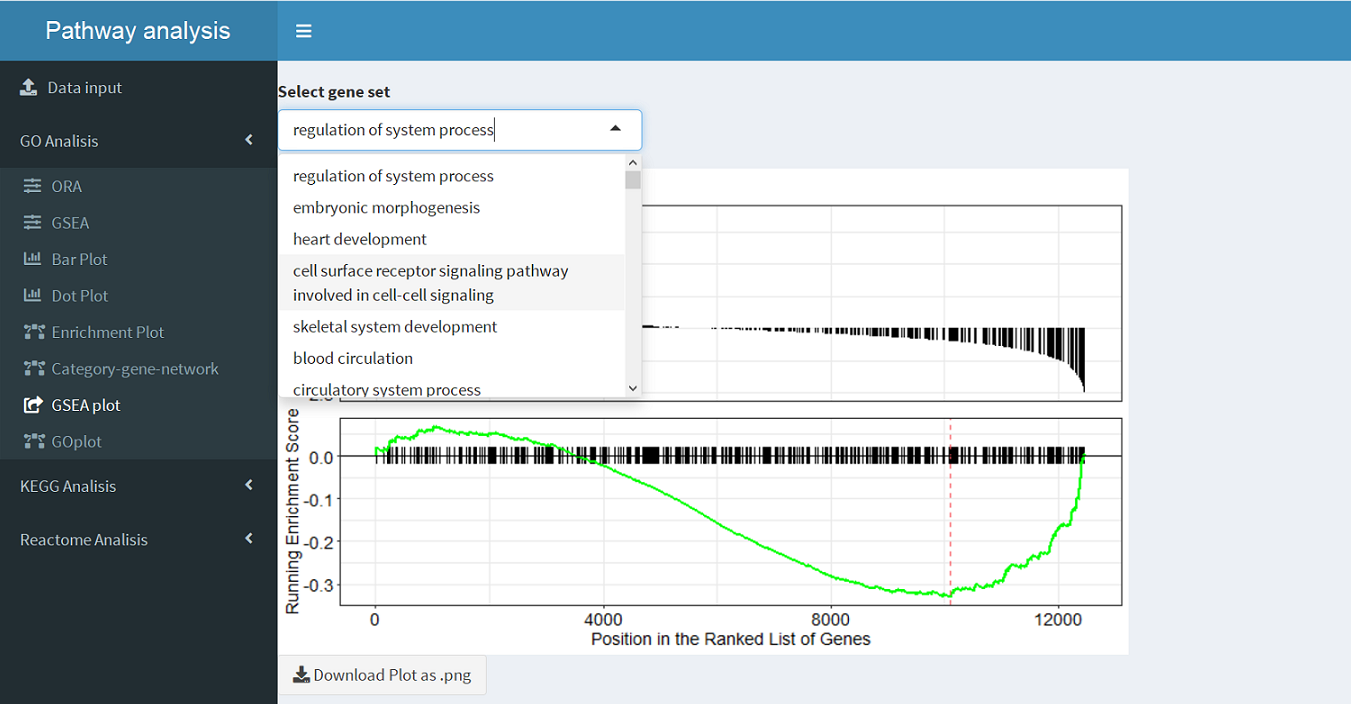 Pathway analysis
Data input
GO Analisis
ORA
GSEA
Bar Plot
Dot Plot
Enrichment Plot
Category-gene-network
GSEA plot
GOplot
KEGG Analisis
Reactome Analisis
Select gene set
regulation of system process
regulation of system process
embryonic morphogenesis
heart development
cell surface receptor signaling pathway
involved in cell-cell signaling
skeletal system development
blood circulation
circulatory system process
Running Enrichment Score
0.0
-0.1
-0.2
-0.3
0
4000
8000
12000
Position in the Ranked List of Genes
Download Plot as .png